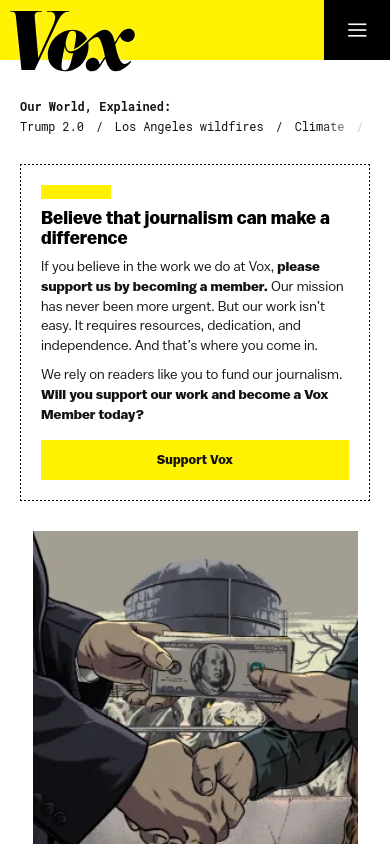 Vox
Our World, Explained:
Trump 2.0 / Los Angeles wildfires / Climate /
Believe that journalism can make a
difference
If you believe in the work we do at Vox, please
support us by becoming a member. Our mission
has never been more urgent. But our work isn’t
easy. It requires resources, dedication, and
independence. And that’s where you come in.
We rely on readers like you to fund our journalism.
Will you support our work and become a Vox
Member today?
Support Vox